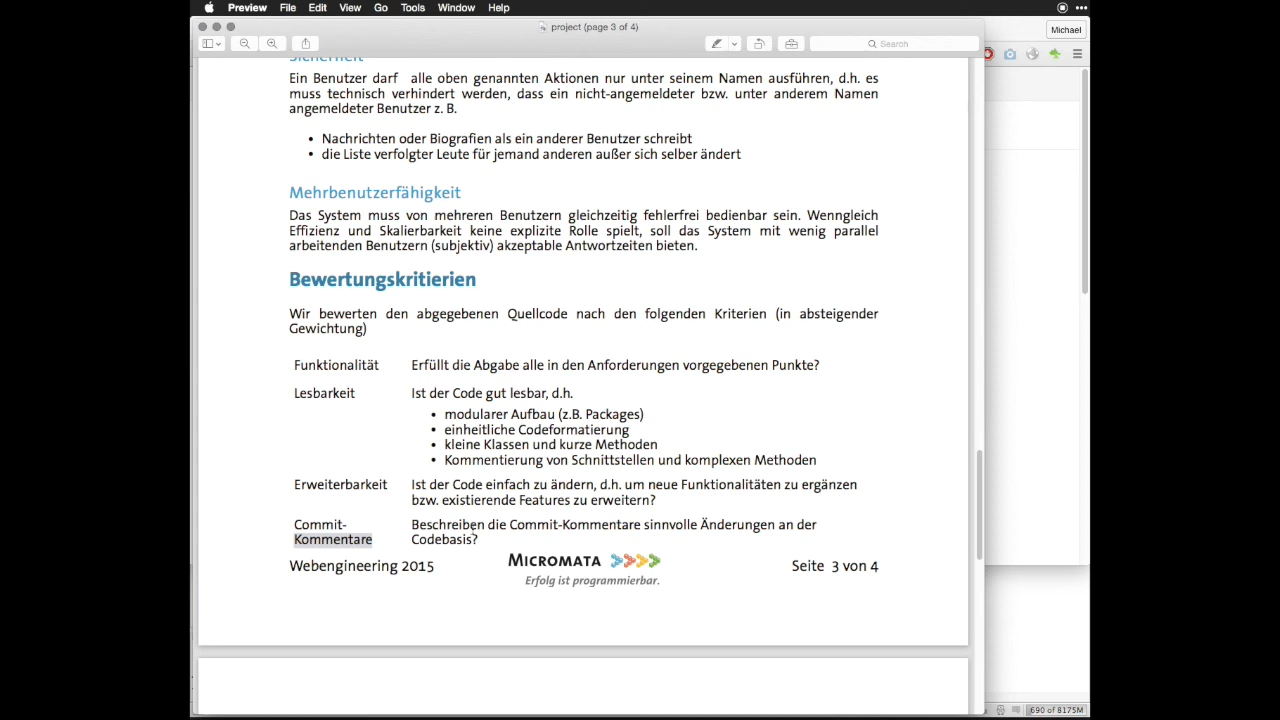 Preview File Edit View Go Tools Window Help
project (page 3 of 4)
Michael
Search
Sicherheit
Ein Benutzer darf alle oben genannten Aktionen nur unter seinem Namen ausführen, d.h. es
muss technisch verhindert werden, dass ein nicht-angemeldeter bzw. unter anderem Namen
angemeldeter Benutzer z. B.
• Nachrichten oder Biografien als ein anderer Benutzer schreibt
• die Liste verfolgter Leute für jemand anderen außer sich selber ändert
Mehrbenutzerfähigkeit
Das System muss von mehreren Benutzern gleichzeitig fehlerfrei bedienbar sein. Wenngleich
Effizienz und Skalierbarkeit keine explizite Rolle spielt, soll das System mit wenig parallel
arbeitenden Benutzern (subjektiv) akzeptable Antwortzeiten bieten.
Bewertungskritierien
Wir bewerten den abgegebenen Quellcode nach den folgenden Kriterien (in absteigender
Gewichtung)
Funktionalität Erfüllt die Abgabe alle in den Anforderungen vorgegebenen Punkte?
Lesbarkeit Ist der Code gut lesbar, d.h.
• modularer Aufbau (z.B. Packages)
• einheitliche Codeformatierung
• kleine Klassen und kurze Methoden
• Kommentierung von Schnittstellen und komplexen Methoden
Erweiterbarkeit Ist der Code einfach zu ändern, d.h. um neue Funktionalitäten zu ergänzen
bzw. existierende Features zu erweitern?
Commit- Beschreiben die Commit-Kommentare sinnvolle Änderungen an der
Kommentare Codebasis?
Webengineering 2015 MICROMATA Seite 3 von 4
Erfolg ist programmierbar.
690 of 8175M